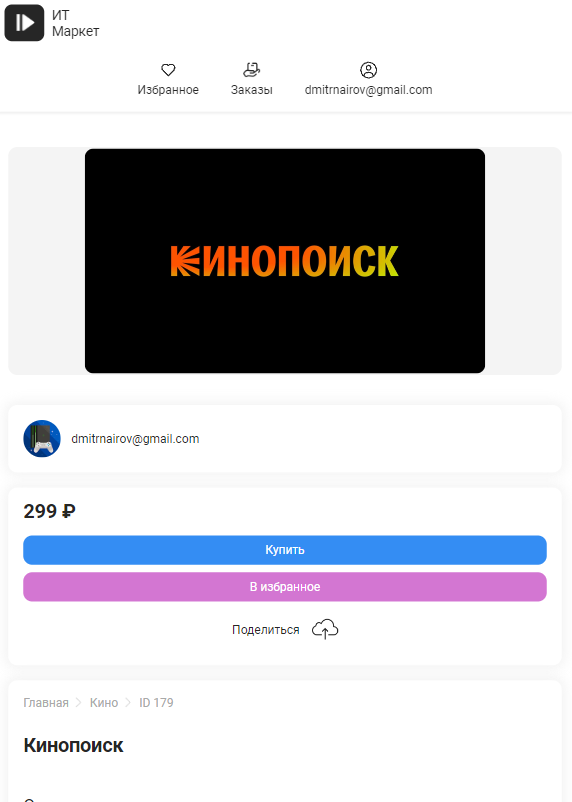 ИТ
Маркет
Избранное
Заказы
dmitrnairov@gmail.com
КИНОПОИСК
dmitrnairov@gmail.com
299 ₽
Купить
В избранное
Поделиться
Главная > Кино > ID 179
Кинопоиск